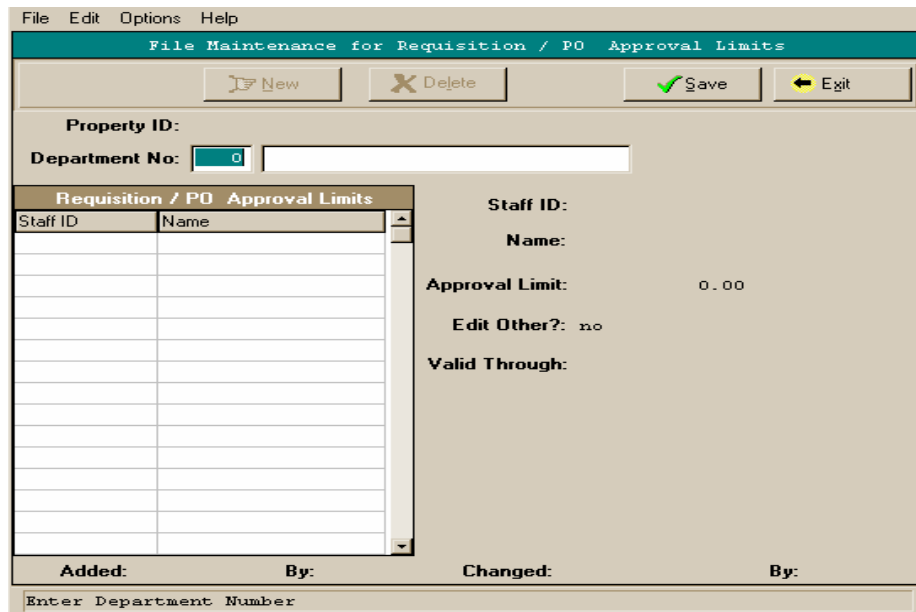 File Edit Options Help
File Maintenance for Requisition / PO Approval Limits
New Delete Save Exit
Property ID:
Department No: 0
Requisition / PO Approval Limits
Staff ID Name
Staff ID:
Name:
Approval Limit: 0.00
Edit Other?: no
Valid Through:
Added: By: Changed: By:
Enter Department Number